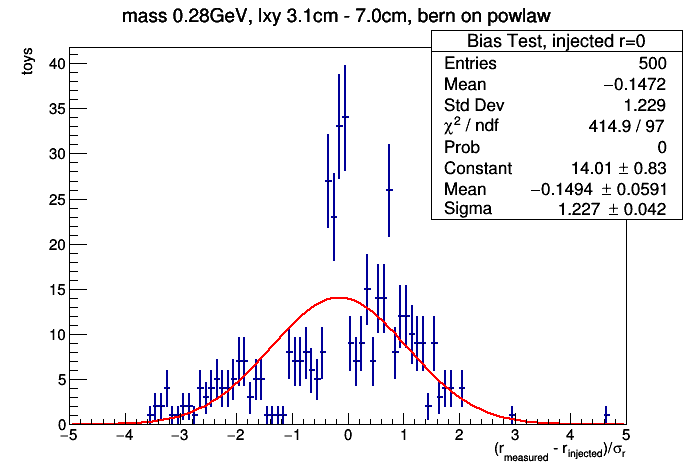 mass 0.28GeV, lxy 3.1cm - 7.0cm, bern on powlaw
Bias Test, injected r=0
Entries 500
Mean −0.1472
Std Dev 1.229
χ² / ndf 414.9 / 97
Prob 0
Constant 14.01 ± 0.83
Mean −0.1494 ± 0.0591
Sigma 1.227 ± 0.042
toys
40
35
30
25
20
15
10
5
0
−5 −4 −3 −2 −1 0 1 2 3 4 5
(r_measured - r_injected)/σ_r